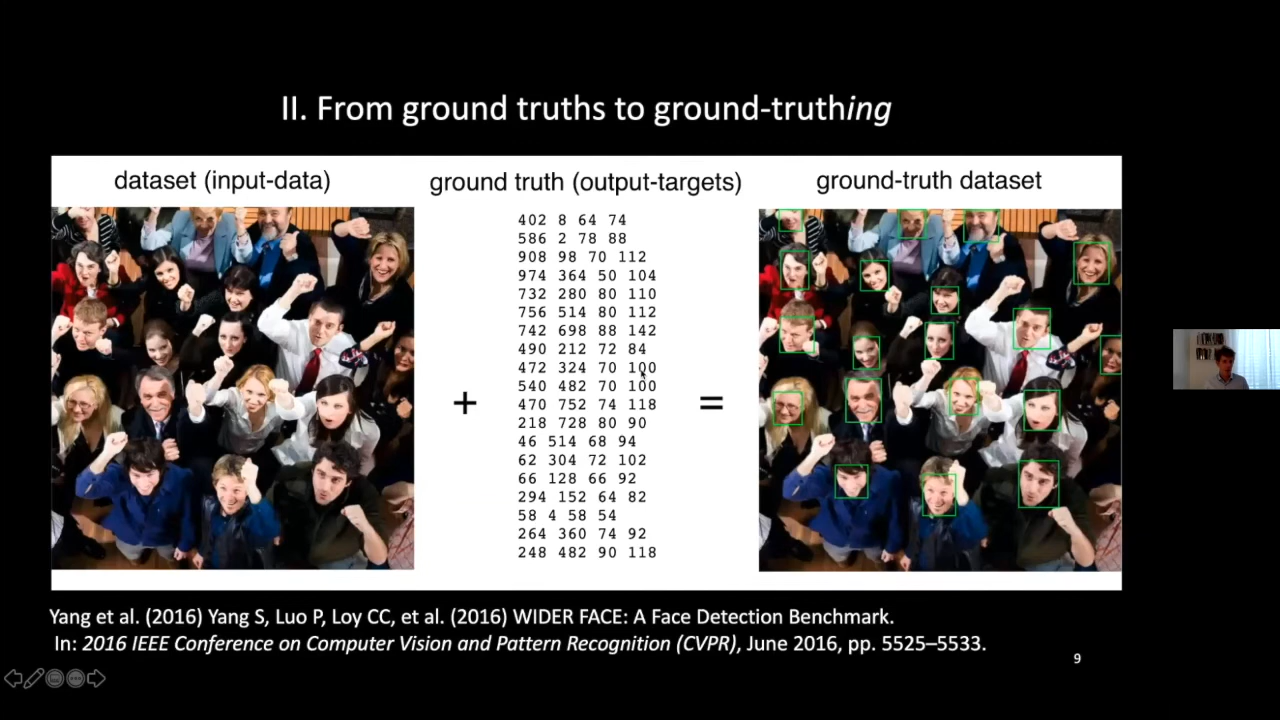 II. From ground truths to ground-truthing
dataset (input-data)
ground truth (output-targets)
ground-truth dataset
402 8 64 74
586 2 78 88
908 98 70 112
974 364 50 104
732 280 80 110
756 514 80 112
742 698 88 142
490 212 72 84
472 324 70 100
540 482 70 100
470 752 74 118
218 728 80 90
46 514 68 94
62 304 72 102
66 128 66 92
294 152 64 82
58 4 58 54
264 360 74 92
248 482 90 118
+
=
Yang et al. (2016) Yang S, Luo P, Loy CC, et al. (2016) WIDER FACE: A Face Detection Benchmark.
In: 2016 IEEE Conference on Computer Vision and Pattern Recognition (CVPR), June 2016, pp. 5525–5533.
9